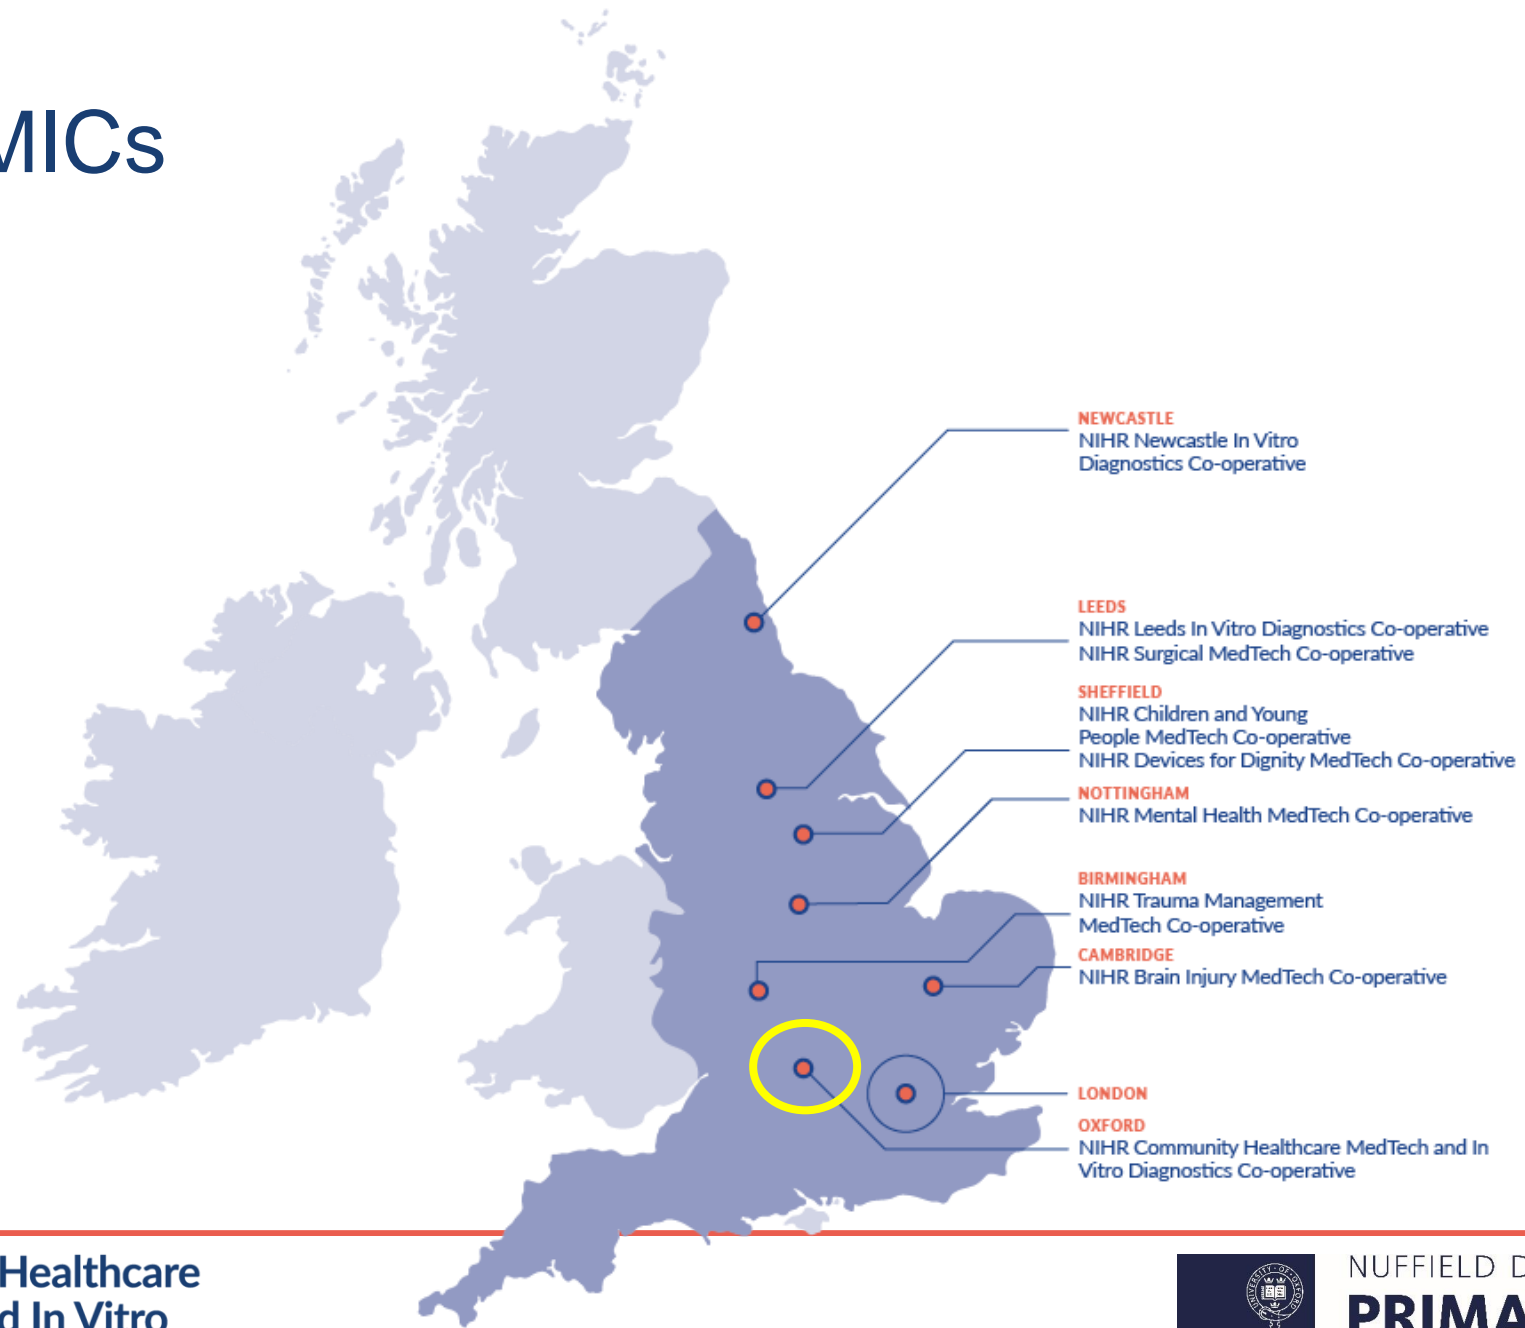 MICs
NEWCASTLE
NIHR Newcastle In Vitro
Diagnostics Co-operative
LEEDS
NIHR Leeds In Vitro Diagnostics Co-operative
NIHR Surgical MedTech Co-operative
SHEFFIELD
NIHR Children and Young
People MedTech Co-operative
NIHR Devices for Dignity MedTech Co-operative
NOTTINGHAM
NIHR Mental Health MedTech Co-operative
BIRMINGHAM
NIHR Trauma Management
MedTech Co-operative
CAMBRIDGE
NIHR Brain Injury MedTech Co-operative
LONDON
OXFORD
NIHR Community Healthcare MedTech and In
Vitro Diagnostics Co-operative
Healthcare
d In Vitro
UNIVERSITY OF OXFORD
NUFFIELD D
PRIMA